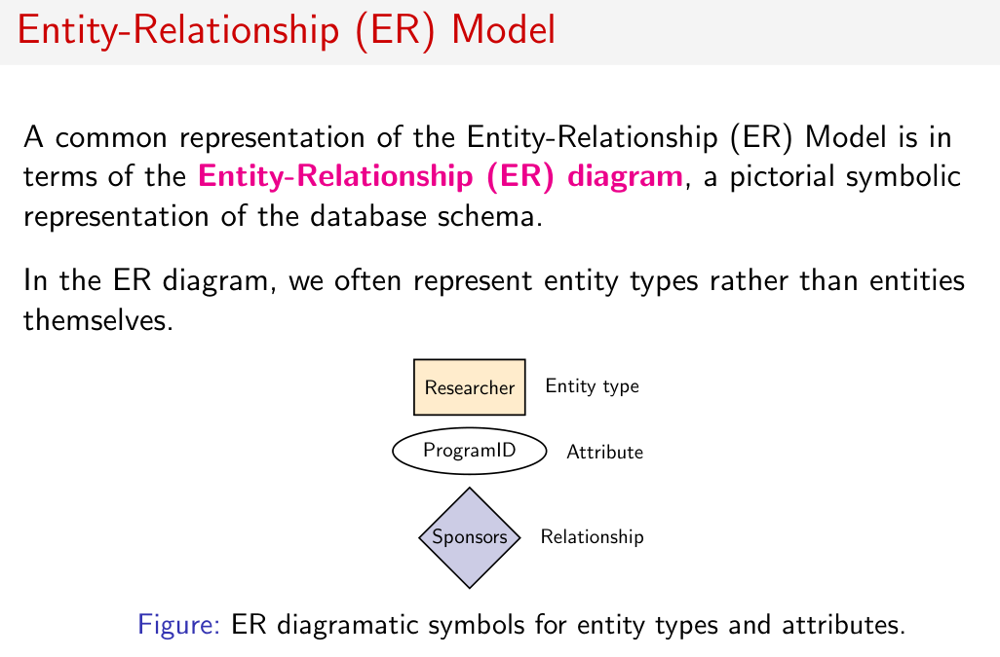 Entity-Relationship (ER) Model
A common representation of the Entity-Relationship (ER) Model is in
terms of the Entity-Relationship (ER) diagram, a pictorial symbolic
representation of the database schema.
In the ER diagram, we often represent entity types rather than entities
themselves.
Researcher Entity type
ProgramID Attribute
Sponsors Relationship
Figure: ER diagramatic symbols for entity types and attributes.